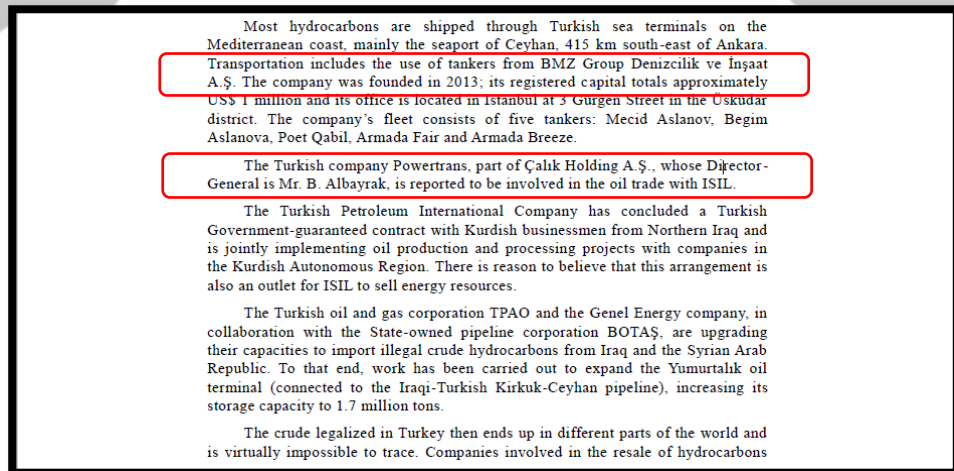 Most hydrocarbons are shipped through Turkish sea terminals on the
Mediterranean coast, mainly the seaport of Ceyhan, 415 km south-east of Ankara.
Transportation includes the use of tankers from BMZ Group Denizcilik ve İnşaat
A.Ş. The company was founded in 2013; its registered capital totals approximately
US$ 1 million and its office is located in Istanbul at 3 Gurgen Street in the Üsküdar
district. The company’s fleet consists of five tankers: Mecid Aslanov, Begim
Aslanova, Poet Qabil, Armada Fair and Armada Breeze.
The Turkish company Powertrans, part of Çalık Holding A.Ş., whose Director-
General is Mr. B. Albayrak, is reported to be involved in the oil trade with ISIL.
The Turkish Petroleum International Company has concluded a Turkish
Government-guaranteed contract with Kurdish businessmen from Northern Iraq and
is jointly implementing oil production and processing projects with companies in
the Kurdish Autonomous Region. There is reason to believe that this arrangement is
also an outlet for ISIL to sell energy resources.
The Turkish oil and gas corporation TPAO and the Genel Energy company, in
collaboration with the State-owned pipeline corporation BOTAŞ, are upgrading
their capacities to import illegal crude hydrocarbons from Iraq and the Syrian Arab
Republic. To that end, work has been carried out to expand the Yumurtalık oil
terminal (connected to the Iraqi-Turkish Kirkuk-Ceyhan pipeline), increasing its
storage capacity to 1.7 million tons.
The crude legalized in Turkey then ends up in different parts of the world and
is virtually impossible to trace. Companies involved in the resale of hydrocarbons